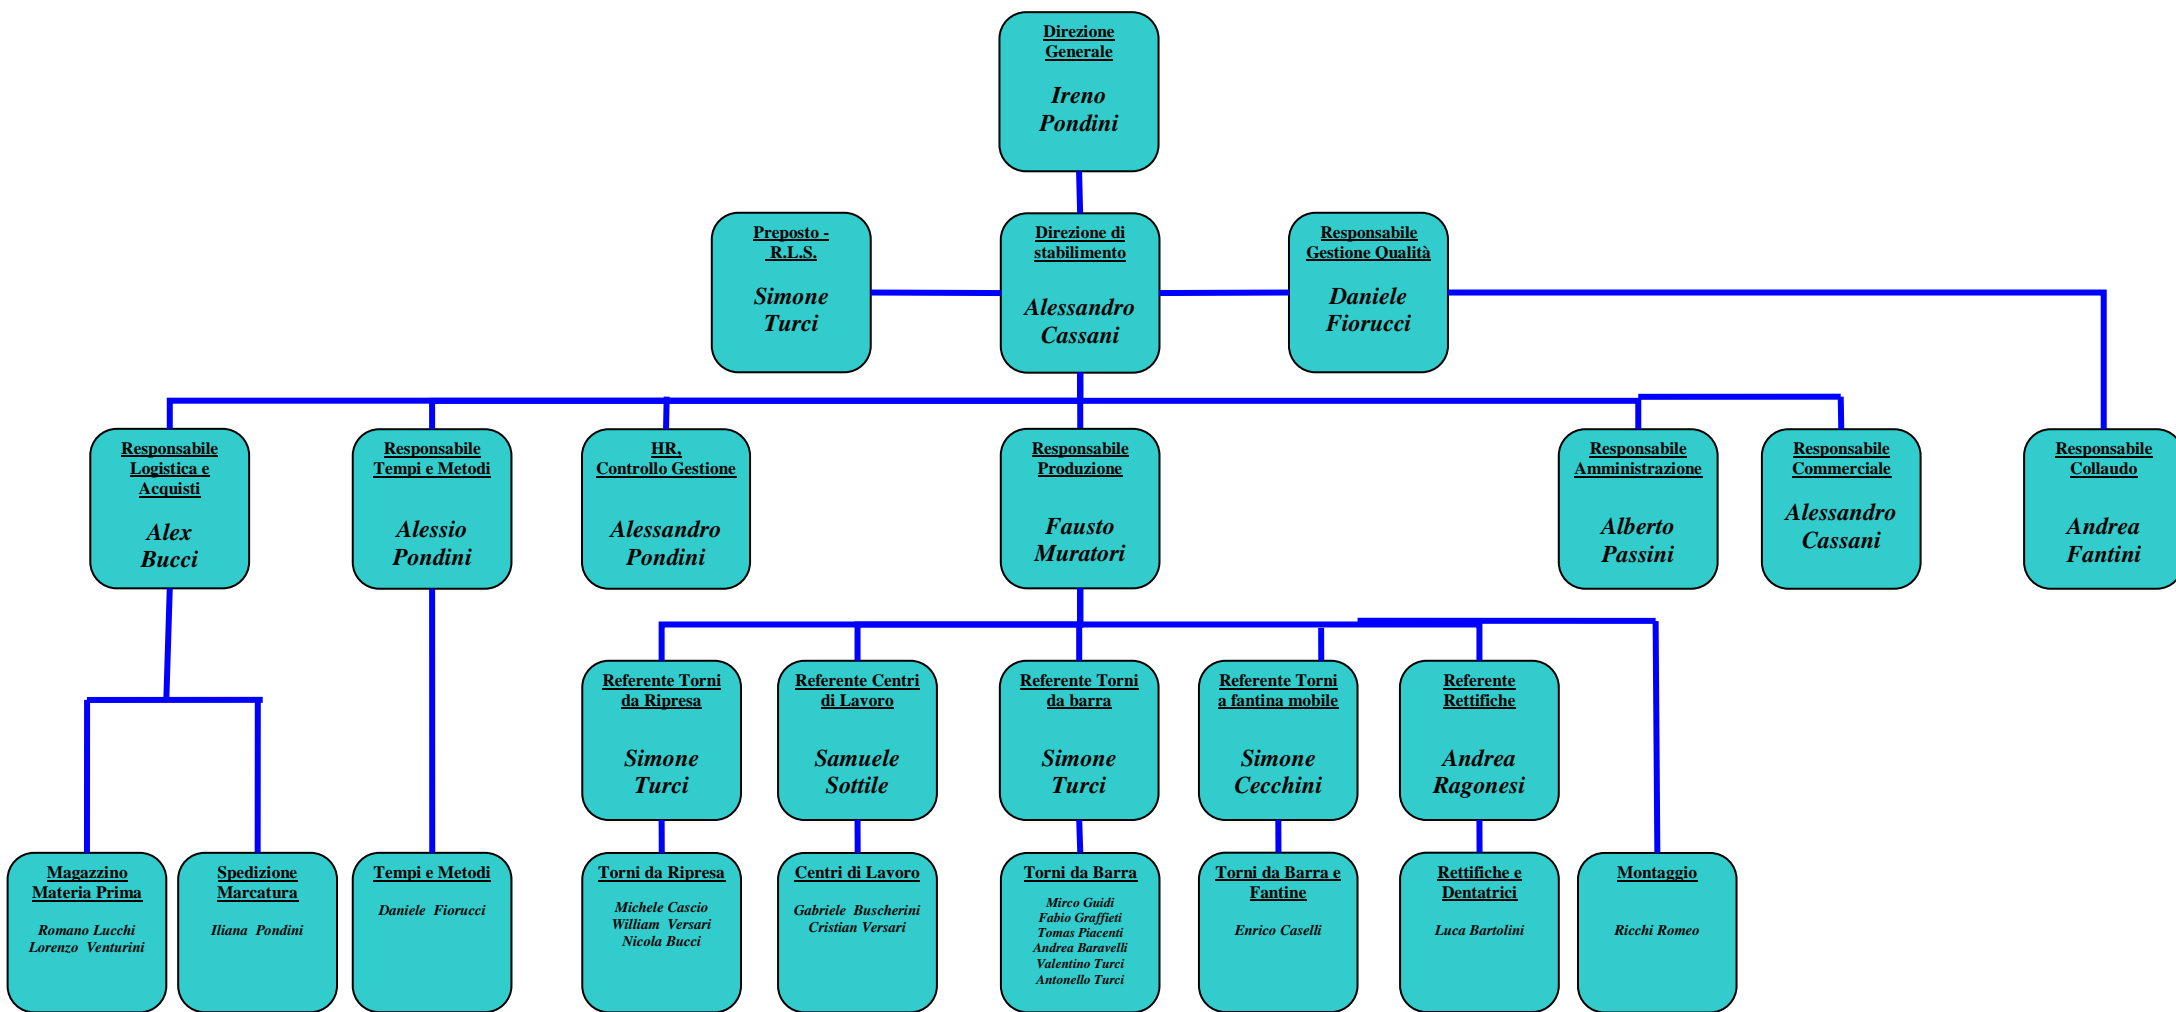 Direzione
Generale
Ireno
Pondini
Preposto -
R.L.S.
Simone
Turci
Direzione di
stabilimento
Alessandro
Cassani
Responsabile
Gestione Qualità
Daniele
Fiorucci
Responsabile
Logistica e
Acquisti
Alex
Bucci
Responsabile
Tempi e Metodi
Alessio
Pondini
HR,
Controllo Gestione
Alessandro
Pondini
Responsabile
Produzione
Fausto
Muratori
Responsabile
Amministrazione
Alberto
Passini
Responsabile
Commerciale
Alessandro
Cassani
Responsabile
Collaudo
Andrea
Fantini
Referente Torni
da Ripresa
Simone
Turci
Referente Centri
di Lavoro
Samuele
Sottile
Referente Torni
da barra
Simone
Turci
Referente Torni
a fantina mobile
Simone
Cecchini
Referente
Rettifiche
Andrea
Ragonesi
Magazzino
Materia Prima
Romano Lucchi
Lorenzo Venturini
Spedizione
Marcatura
Iliana Pondini
Tempi e Metodi
Daniele Fiorucci
Torni da Ripresa
Michele Cascio
William Versari
Nicola Bucci
Centri di Lavoro
Gabriele Buscherini
Cristian Versari
Torni da Barra
Mirco Guidi
Fabio Graffieti
Tomas Piacenti
Andrea Baravelli
Valentino Turci
Antonello Turci
Torni da Barra e
Fantine
Enrico Caselli
Rettifiche e
Dentatrici
Luca Bartolini
Montaggio
Ricchi Romeo